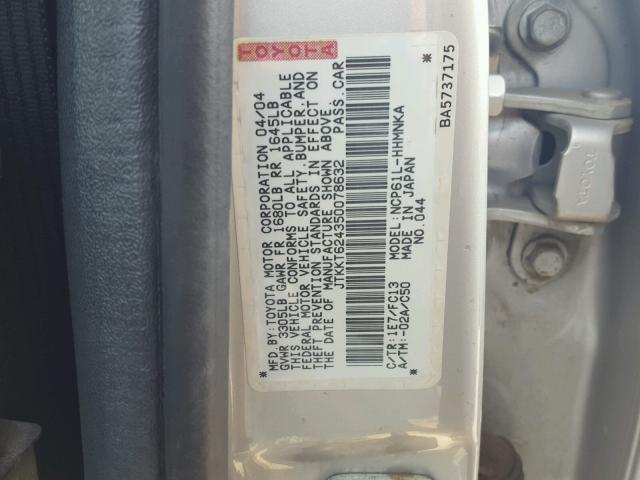 TOYOTA
MFD.BY:TOYOTA MOTOR CORPORATION 04/04
GVWR 3305LB GAWR FR 1680LB RR 1645LB
THIS VEHICLE CONFORMS TO ALL APPLICABLE
FEDERAL MOTOR VEHICLE SAFETY,BUMPER,AND
THEFT PREVENTION STANDARDS IN EFFECT ON
THE DATE OF MANUFACTURE SHOWN ABOVE.
JTKKT624350078632 PASS.CAR
C/TR:1E7/FC13 MODEL:NCP61L-HHMNKA
A/TM:-02A/C50 MADE IN JAPAN
NO.044
BA5737175